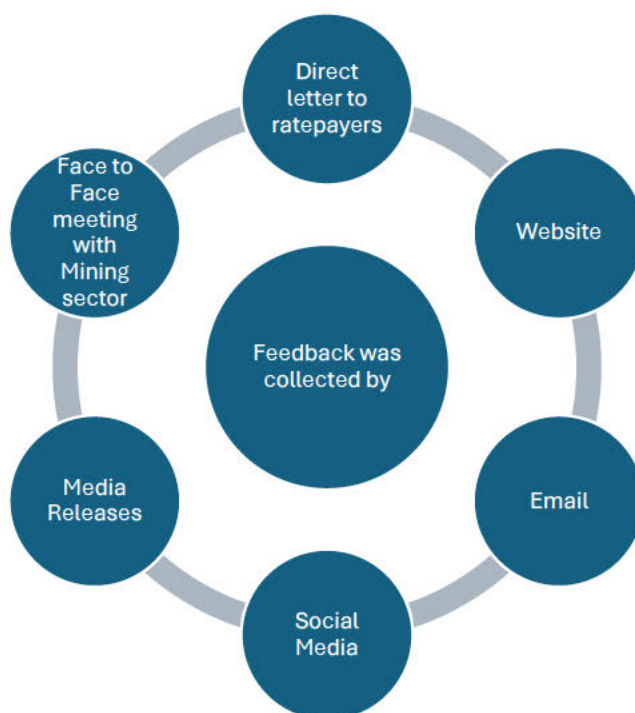 Direct
letter to
ratepayers
Website
Email
Social
Media
Media
Releases
Face to
Face
meeting
with
Mining
sector
Feedback was
collected by